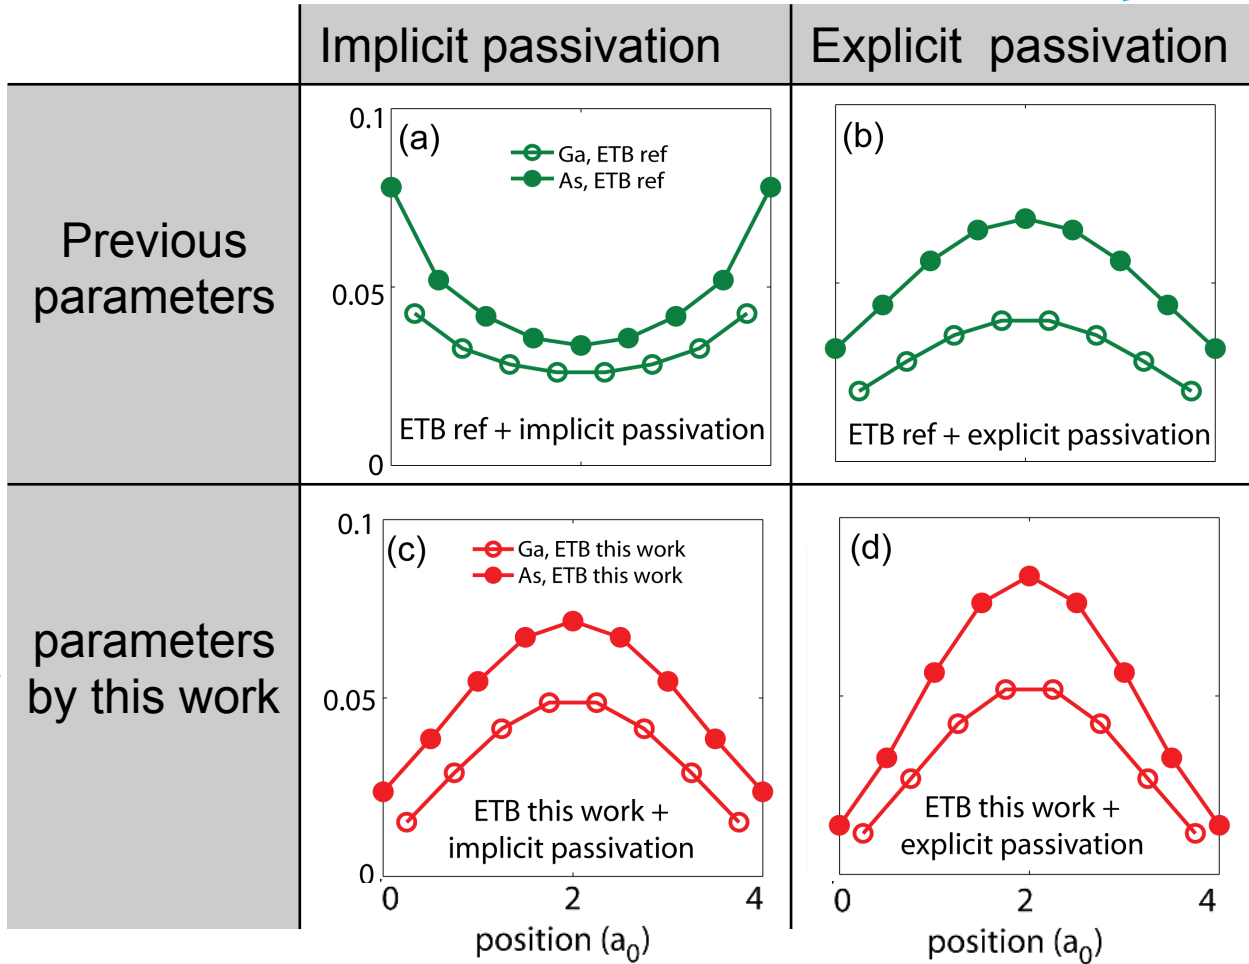 Implicit passivation
Explicit passivation
Previous
parameters
0.1
(a)
Ga, ETB ref
As, ETB ref
0.05
ETB ref + implicit passivation
0
(b)
ETB ref + explicit passivation
parameters
by this work
0.1
(c)
Ga, ETB this work
As, ETB this work
0.05
ETB this work +
implicit passivation
0
0 2 4
position (a0)
(d)
ETB this work +
explicit passivation
0 2 4
position (a0)